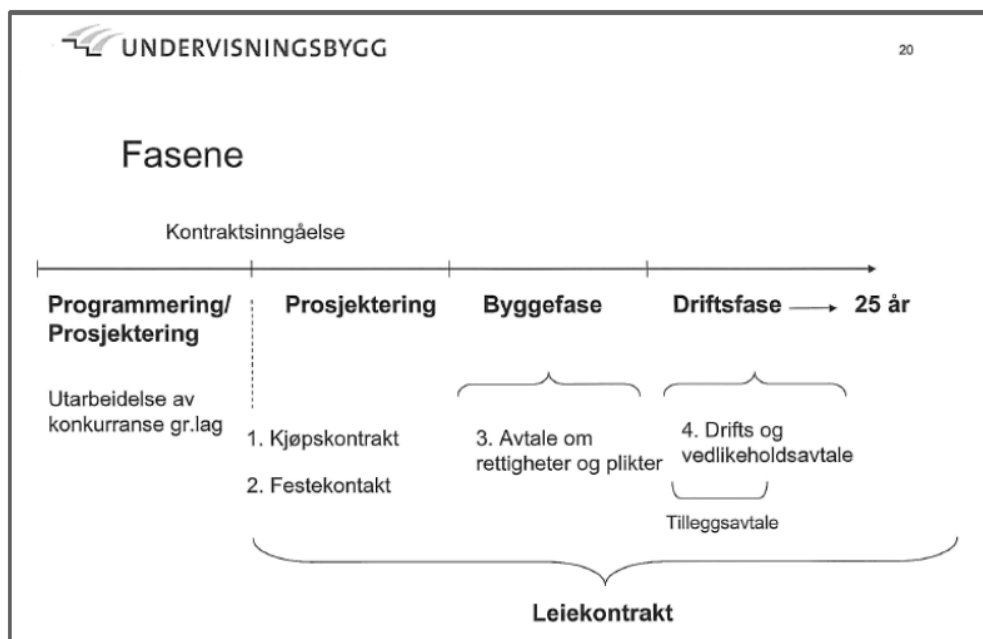 UNDERVISNINGSBYGG
20
Fasene
Kontraktsinngåelse
Programmering/
Prosjektering
Prosjektering
Byggefase
Driftsfase
25 år
Utarbeidelse av
konkurranse gr.lag
1. Kjøpskontrakt
2. Festekontakt
3. Avtale om
rettigheter og plikter
4. Drifts og
vedlikeholdsavtale
Tilleggsavtale
Leiekontrakt